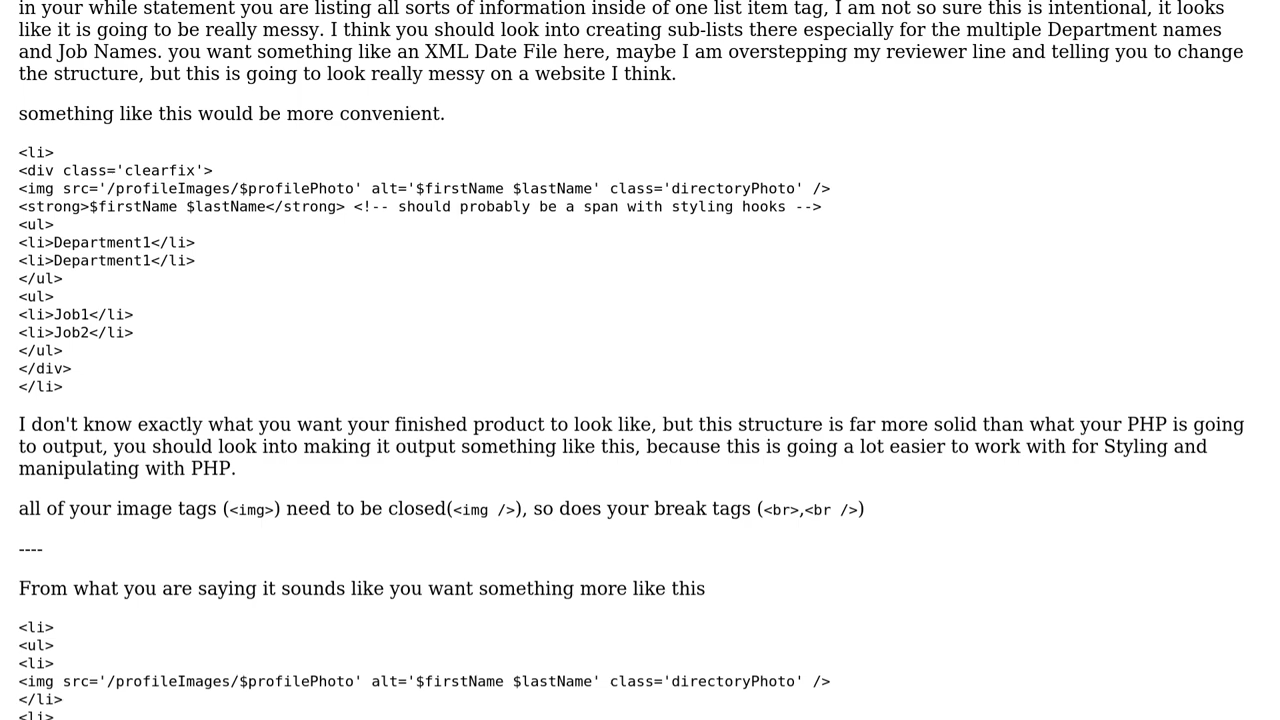 in your while statement you are listing all sorts of information inside of one list item tag, I am not so sure this is intentional, it looks
like it is going to be really messy. I think you should look into creating sub-lists there especially for the multiple Department names
and Job Names. you want something like an XML Date File here, maybe I am overstepping my reviewer line and telling you to change
the structure, but this is going to look really messy on a website I think.
something like this would be more convenient.
<li>
<div class='clearfix'>
<img src='/profileImages/$profilePhoto' alt='$firstName $lastName' class='directoryPhoto' />
<strong>$firstName $lastName</strong> <!-- should probably be a span with styling hooks -->
<ul>
<li>Department1</li>
<li>Department1</li>
</ul>
<ul>
<li>Job1</li>
<li>Job2</li>
</ul>
</div>
</li>
I don't know exactly what you want your finished product to look like, but this structure is far more solid than what your PHP is going
to output, you should look into making it output something like this, because this is going a lot easier to work with for Styling and
manipulating with PHP.
all of your image tags (<img>) need to be closed(<img />), so does your break tags (<br>,<br />)
----
From what you are saying it sounds like you want something more like this
<li>
<ul>
<li>
<img src='/profileImages/$profilePhoto' alt='$firstName $lastName' class='directoryPhoto' />
</li>
<li>